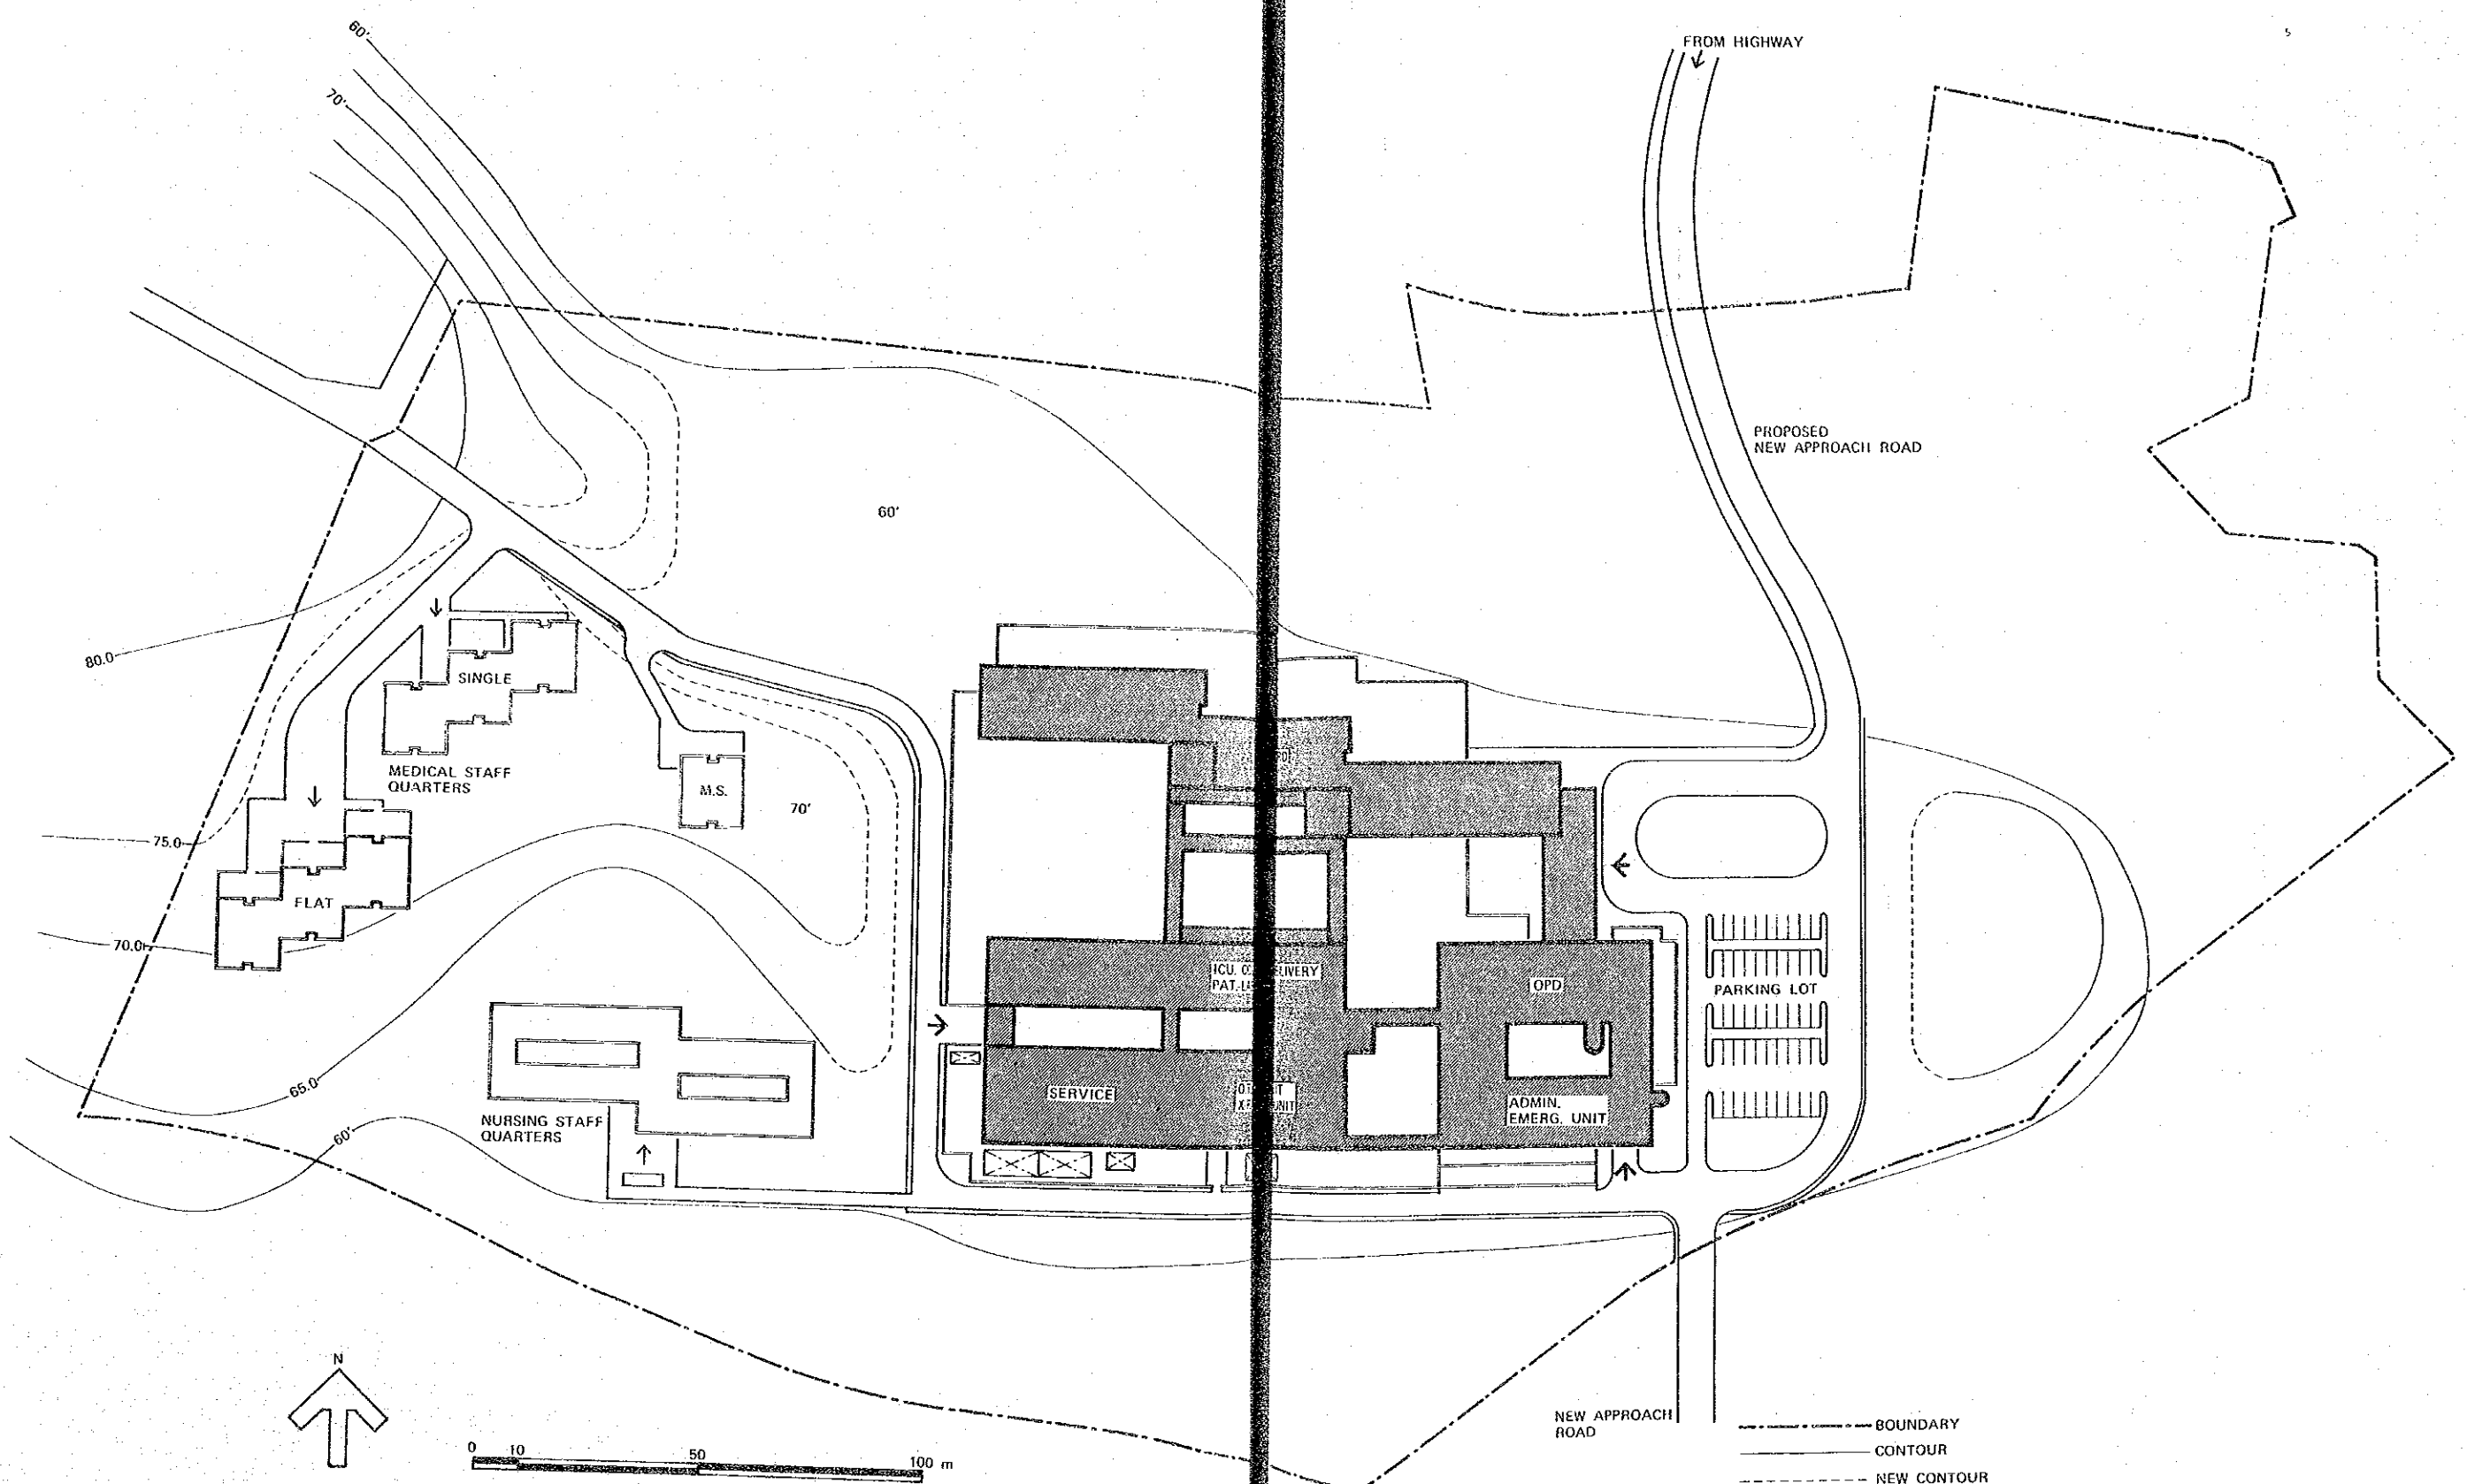 FROM HIGHWAY
60'
70'
PROPOSED
NEW APPROACH ROAD
60'
80.0
SINGLE
MEDICAL STAFF
QUARTERS
M.S.
70'
75.0
FLAT
70.0
ICU.
DELIVERY
OPD
PARKING LOT
65.0
SERVICE
ADMIN.
EMERG. UNIT
NURSING STAFF
QUARTERS
60'
N
NEW APPROACH
ROAD
BOUNDARY
CONTOUR
NEW CONTOUR
0 10 50 100 m